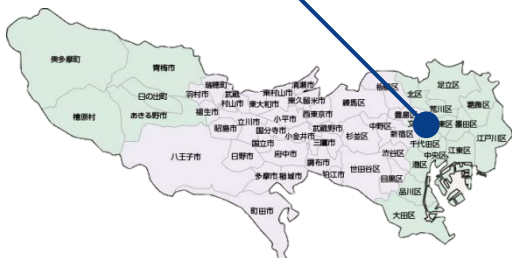 奥多摩町
青梅市
日の出町
檜原村
あきる野市
瑞穂町
羽村市
福生市
武蔵
村山市
東大和市
東村山市
清瀬市
東久留米市
立川市
昭島市
小平市
西東京市
国分寺市
小金井市
武蔵野市
三鷹市
国立市
府中市
調布市
狛江市
八王子市
日野市
多摩市
稲城市
町田市
練馬区
北区
足立区
荒川区
葛飾区
中野区
杉並区
新宿区
墨田区
千代田区
中央区
江東区
江戸川区
渋谷区
港区
世田谷区
目黒区
品川区
大田区